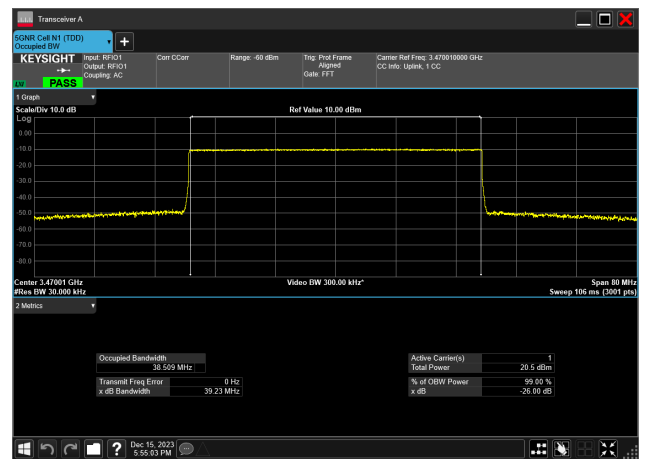 Transceiver A
5GNR Cell N1 (TDD)
Occupied BW
KEYSIGHT
Input: RFIO1
Output: RFIO1
Coupling: AC
Corr CCorr
Range: -60 dBm
Trig: Prot Frame
Aligned
Gate: FFT
Carrier Ref Freq: 3.470010000 GHz
CC Info: Uplink, 1 CC
PASS
1 Graph
Scale/Div 10.0 dB
Ref Value 10.00 dBm
Log
0.00
-10.0
-20.0
-30.0
-40.0
-50.0
-60.0
-70.0
-80.0
Center 3.47001 GHz
Video BW 300.00 kHz*
Span 80 MHz
#Res BW 30.000 kHz
Sweep 106 ms (3001 pts)
2 Metrics
Occupied Bandwidth
38.509 MHz
Transmit Freq Error 0 Hz
x dB Bandwidth 39.23 MHz
Active Carrier(s) 1
Total Power 20.5 dBm
% of OBW Power 99.00 %
x dB -26.00 dB
Dec 15, 2023
5:55:03 PM